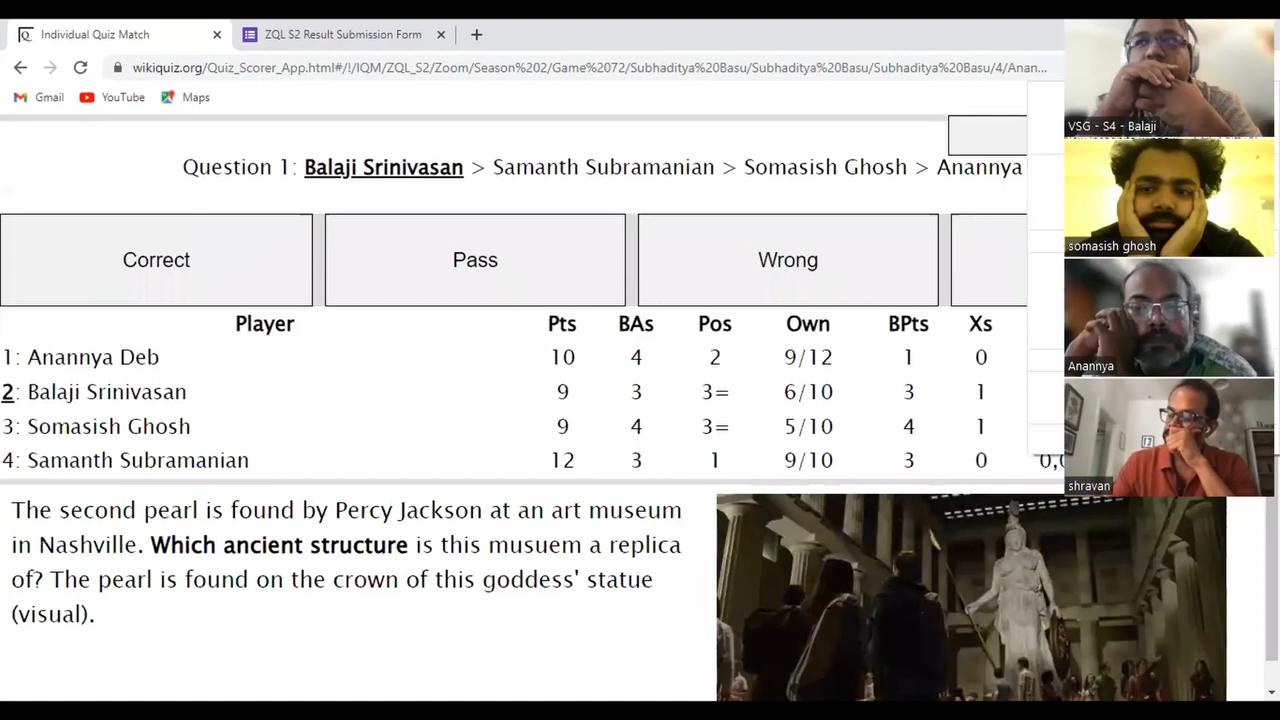 Individual Quiz Match
ZQL S2 Result Submission Form
wikiquiz.org/Quiz_Scorer_App.html#/I/IQM/ZQL_S2/Zoom/Season%202/Game%2072/Subhaditya%20Basu/Subhaditya%20Basu/Subhaditya%20Basu/4/Anan...
Gmail YouTube Maps
VSG - S4 - Balaji
Question 1: Balaji Srinivasan > Samanth Subramanian > Somasish Ghosh > Anannya
somasish ghosh
Correct Pass Wrong
Player Pts BAs Pos Own BPts Xs
1: Anannya Deb 10 4 2 9/12 1 0
Anannya
2: Balaji Srinivasan 9 3 3= 6/10 3 1
3: Somasish Ghosh 9 4 3= 5/10 4 1
4: Samanth Subramanian 12 3 1 9/10 3 0 0,0
shravan
The second pearl is found by Percy Jackson at an art museum
in Nashville. Which ancient structure is this musuem a replica
of? The pearl is found on the crown of this goddess' statue
(visual).